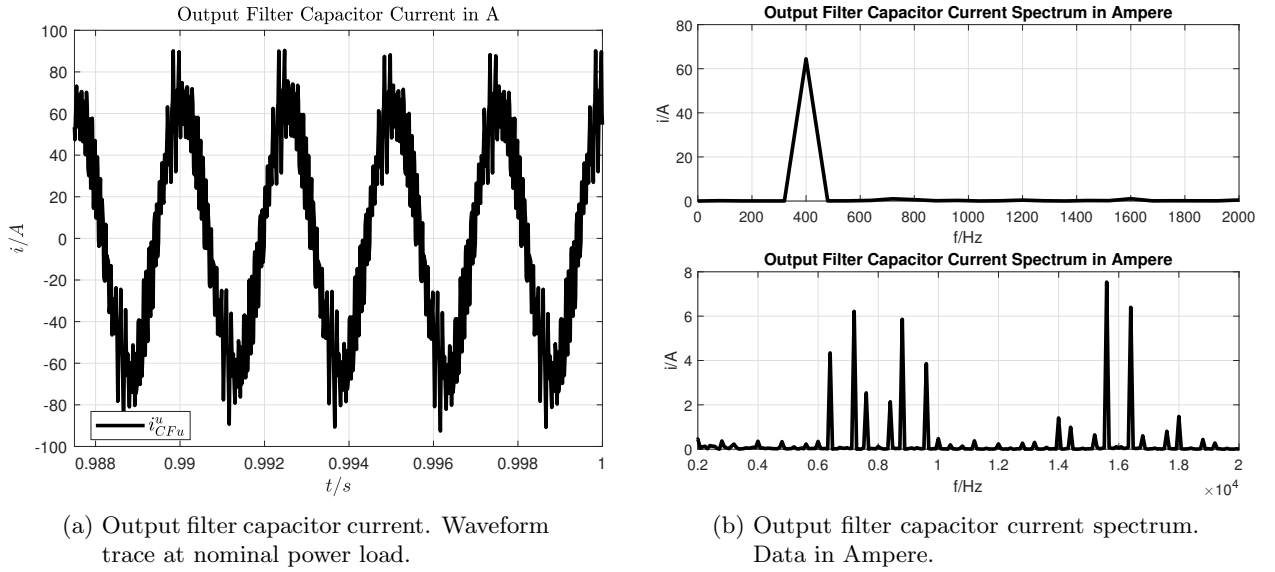 Output Filter Capacitor Current in A
100
80
60
40
20
0
-20
-40
-60
-80
-100
i/A
i^u_{CFu}
0.988 0.99 0.992 0.994 0.996 0.998 1
t/s
(a) Output filter capacitor current. Waveform
trace at nominal power load.
Output Filter Capacitor Current Spectrum in Ampere
80
60
40
20
0
i/A
0 200 400 600 800 1000 1200 1400 1600 1800 2000
f/Hz
Output Filter Capacitor Current Spectrum in Ampere
8
6
4
2
0
i/A
0.2 0.4 0.6 0.8 1 1.2 1.4 1.6 1.8 2
f/Hz
×10^4
(b) Output filter capacitor current spectrum.
Data in Ampere.